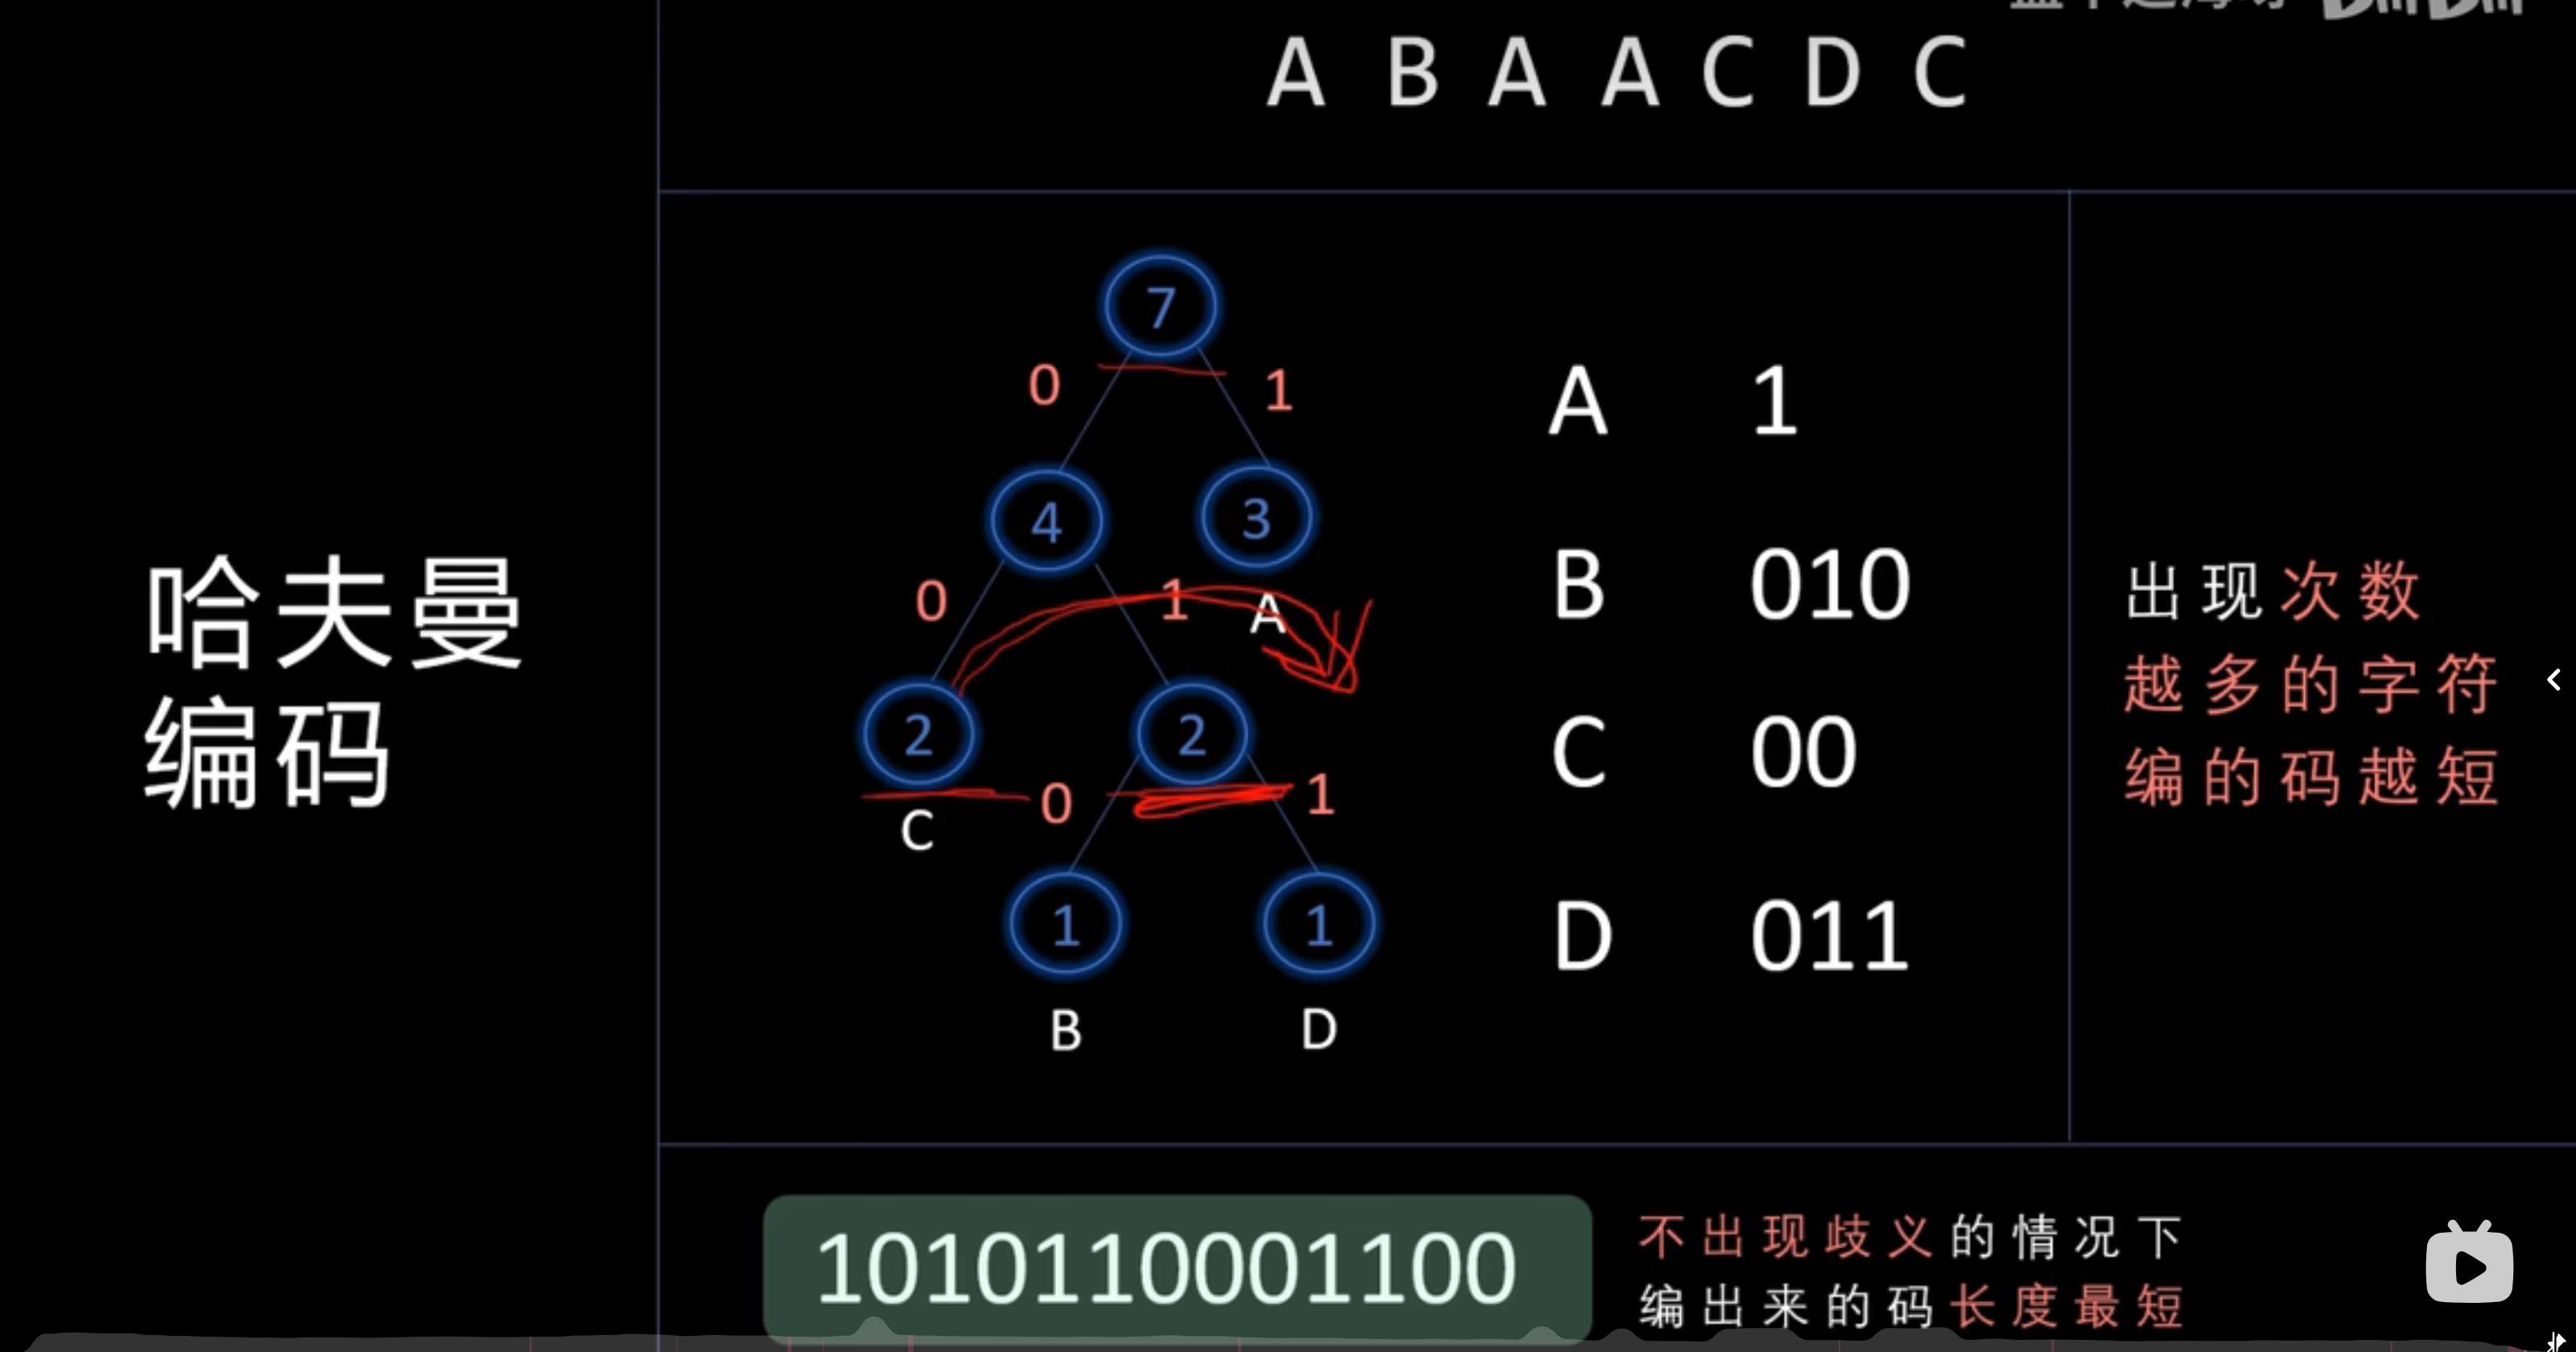 A B A A C D C
哈夫曼
编码
7
0 1
4 3
0 1 A
2 2
C 0 1
1 1
B D
A 1
B 010
C 00
D 011
出现次数
越多的字符
编的码越短
1010110001100
不出现歧义的情况下
编出来的码长度最短